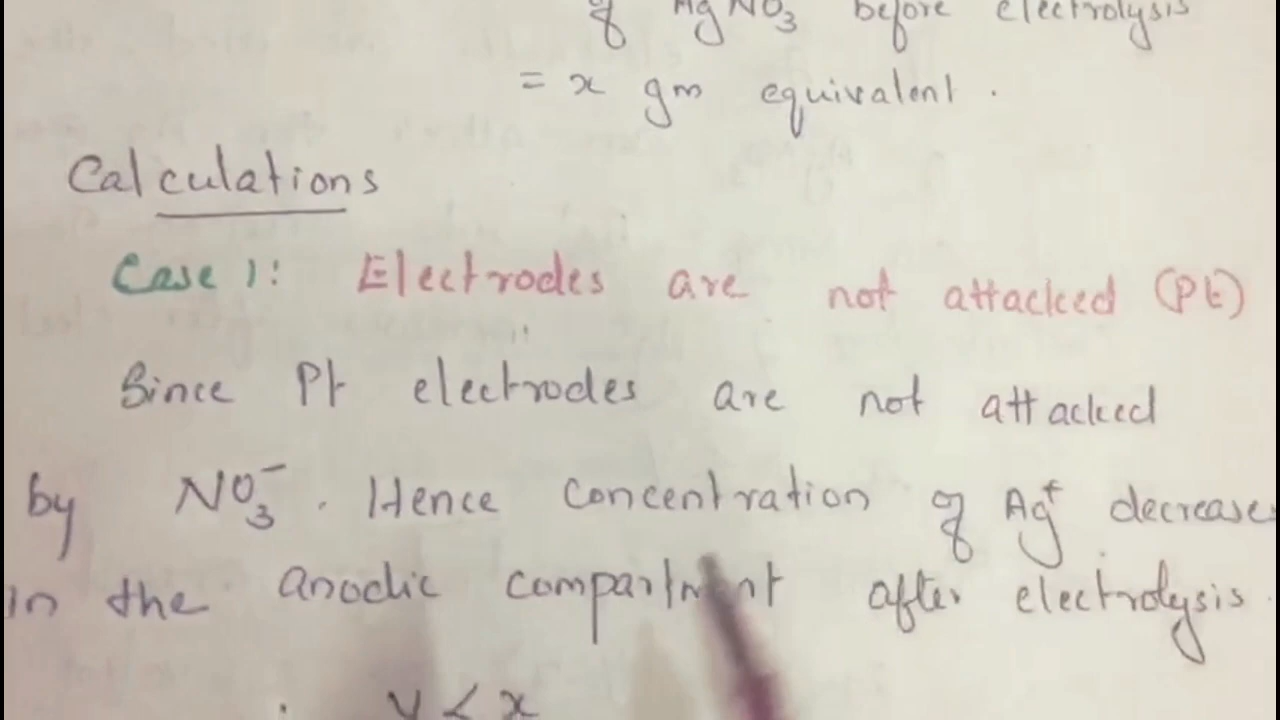 of AgNO₃ before electrolysis
= x gm equivalent.
Calculations
Case 1: Electrodes are not attacked (Pt)
Since Pt electrodes are not attacked
by NO₃⁻. Hence concentration of Ag⁺ decreases
in the anodic compartment after electrolysis.
y < x